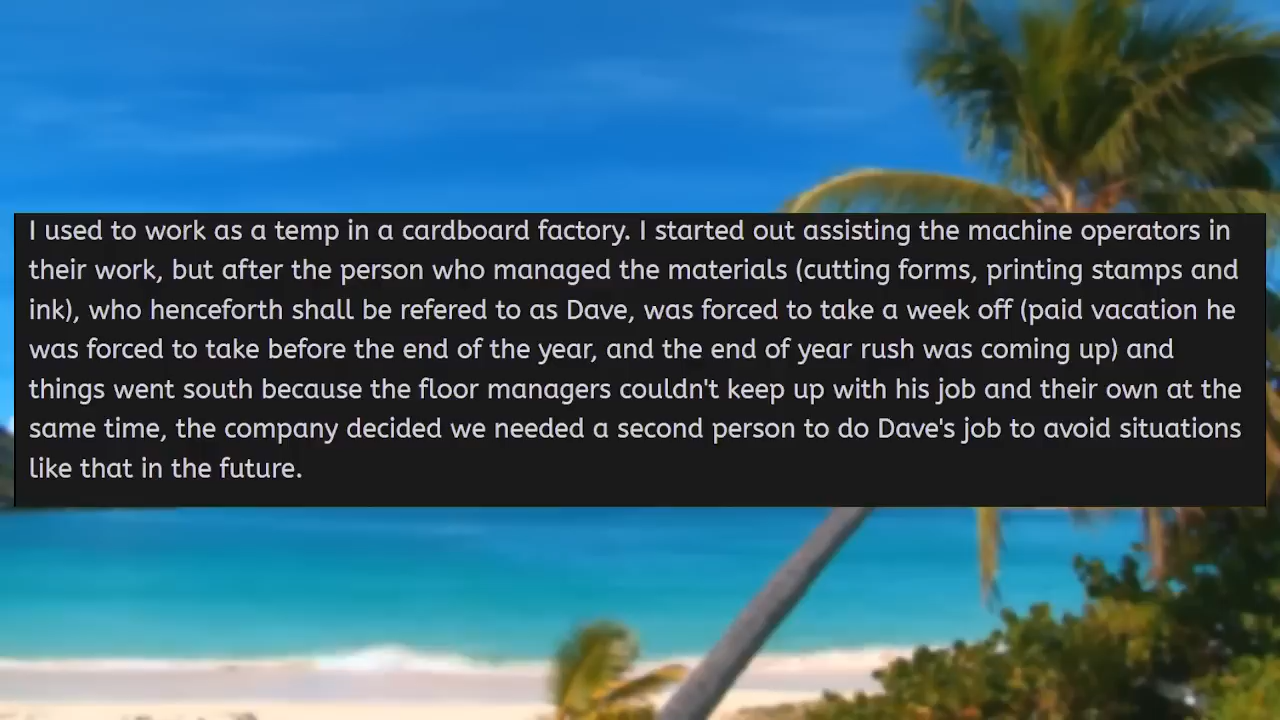 I used to work as a temp in a cardboard factory. I started out assisting the machine operators in
their work, but after the person who managed the materials (cutting forms, printing stamps and
ink), who henceforth shall be refered to as Dave, was forced to take a week off (paid vacation he
was forced to take before the end of the year, and the end of year rush was coming up) and
things went south because the floor managers couldn't keep up with his job and their own at the
same time, the company decided we needed a second person to do Dave's job to avoid situations
like that in the future.